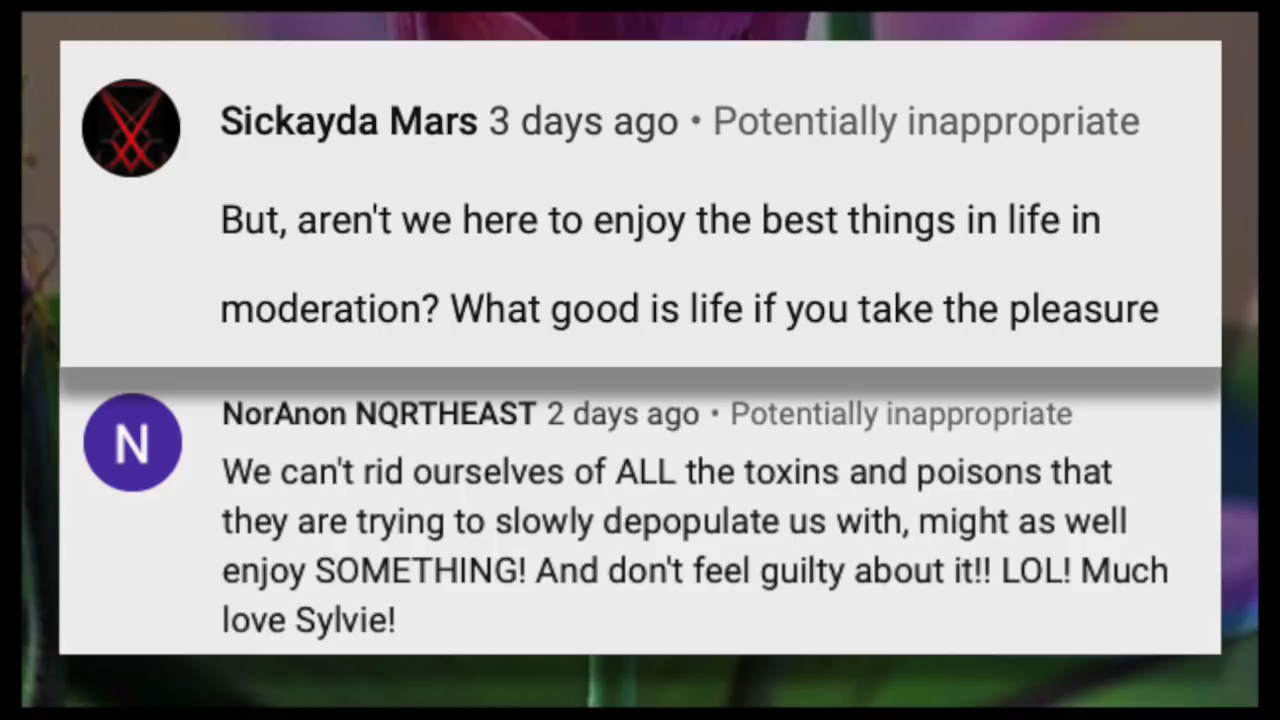 Sickayda Mars 3 days ago • Potentially inappropriate
But, aren't we here to enjoy the best things in life in
moderation? What good is life if you take the pleasure
N
NorAnon NQRTHEAST 2 days ago • Potentially inappropriate
We can't rid ourselves of ALL the toxins and poisons that
they are trying to slowly depopulate us with, might as well
enjoy SOMETHING! And don't feel guilty about it!! LOL! Much
love Sylvie!